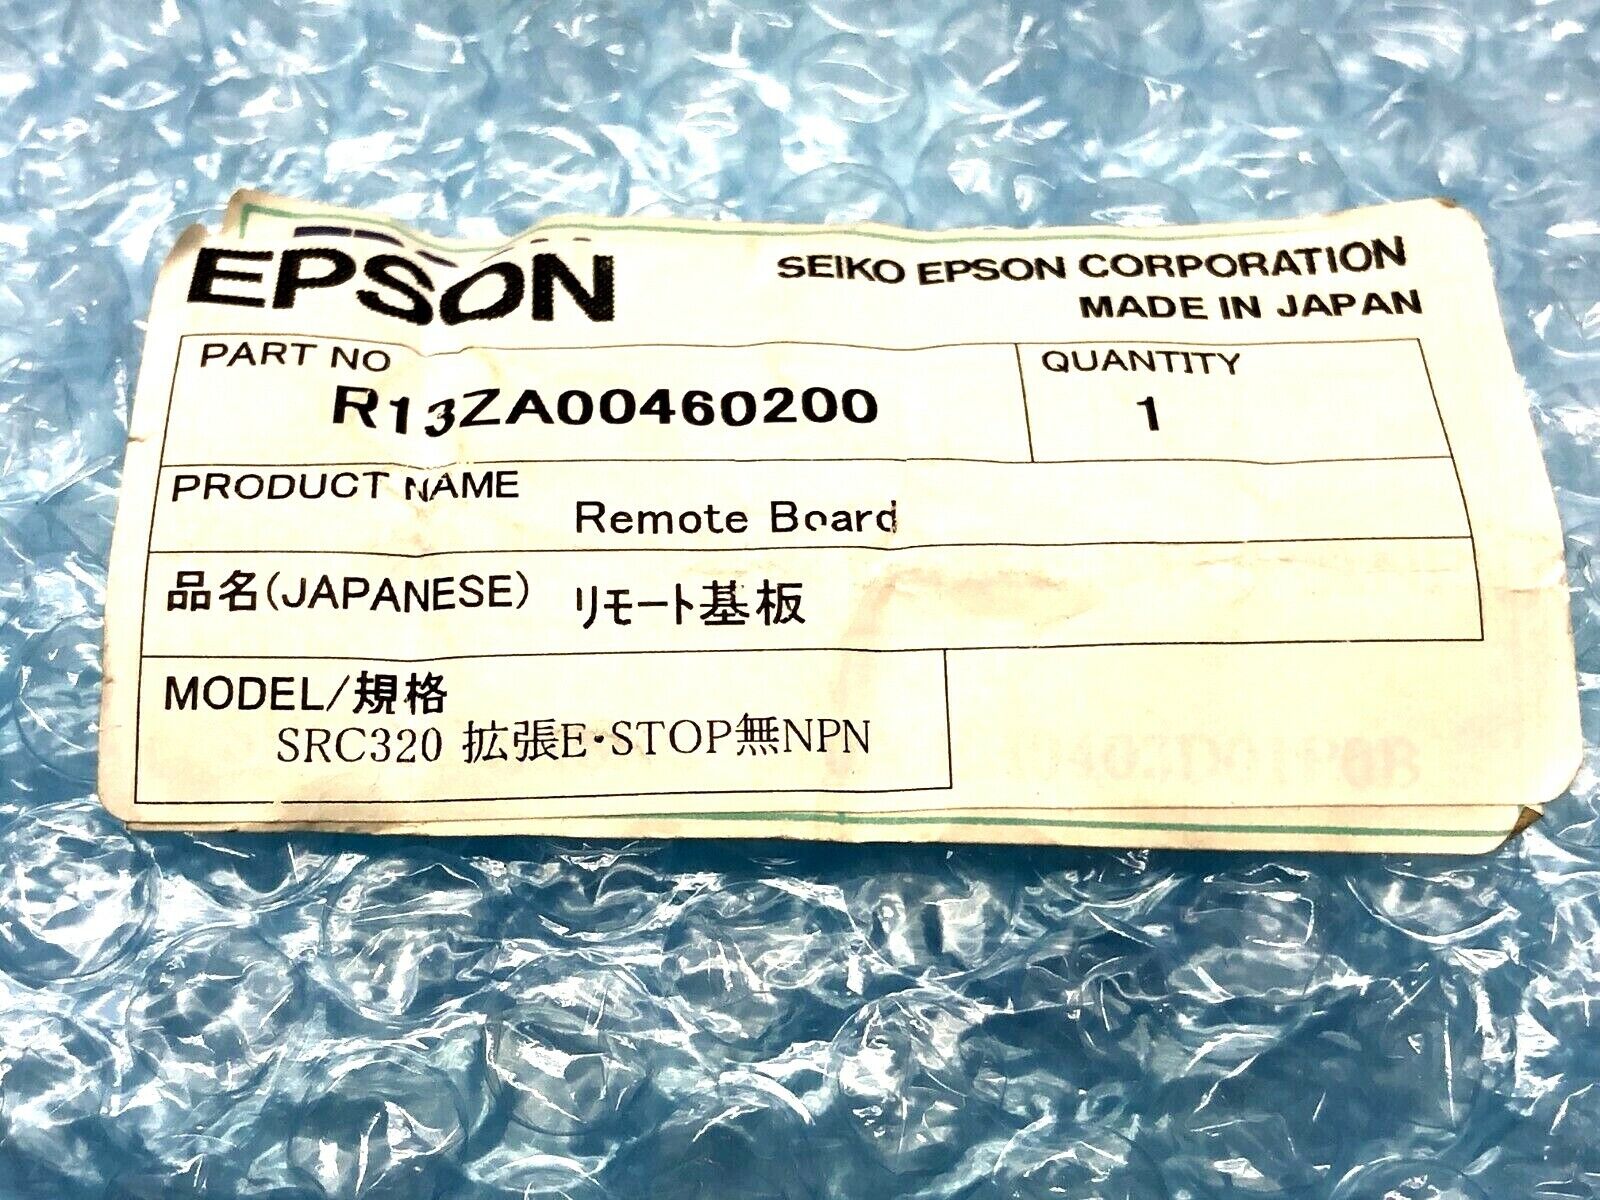 EPSON
SEIKO EPSON CORPORATION
MADE IN JAPAN
PART NO
R13ZA00460200
QUANTITY
1
PRODUCT NAME
Remote Board
品名(JAPANESE) リモート基板
MODEL/規格
SRC320 拡張E・STOP無NPN